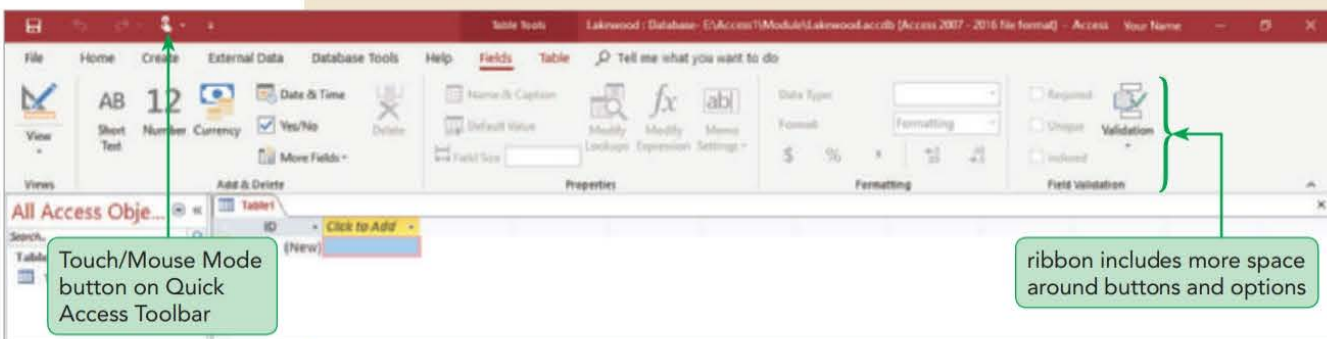 Table Tools Lakewood : Database- E:\Access1\Module\Lakewood.accdb (Access 2007 - 2016 file format) - Access Your Name
File Home Create External Data Database Tools Help Fields Table Tell me what you want to do
View
AB Short Text
12 Number
Currency
Date & Time
Yes/No
More Fields
Delete
Name & Caption
Default Value
Field Size
Modify Lookups
fx Modify Expression
ab Memo Settings
Data Type:
Format: Formatting
$ %
Required
Unique
Indexed
Validation
Views Add & Delete Properties Formatting Field Validation
All Access Obje... «
Table1
Search...
ID Click to Add
(New)
Touch/Mouse Mode
button on Quick
Access Toolbar
ribbon includes more space
around buttons and options